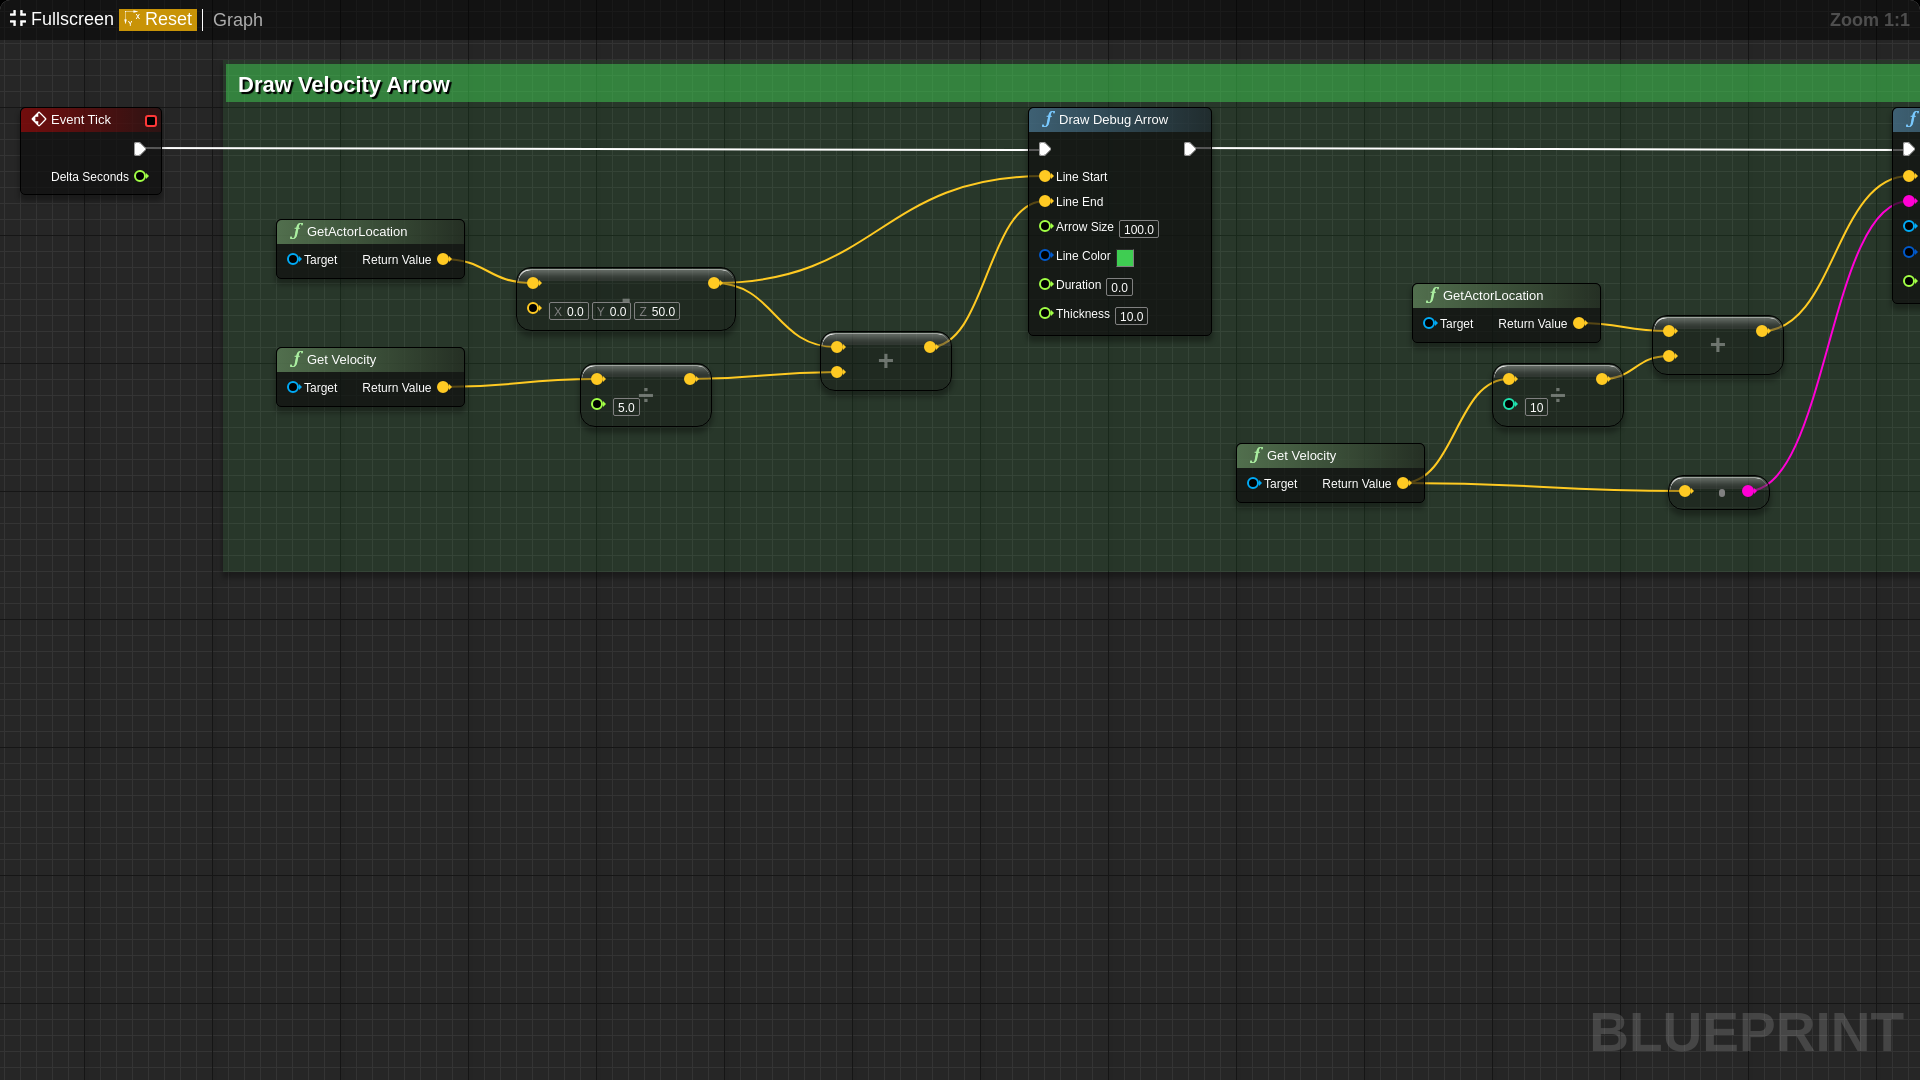 Fullscreen Reset Graph
Zoom 1:1
Draw Velocity Arrow
Event Tick
Delta Seconds
GetActorLocation
Target Return Value
X 0.0 Y 0.0 Z 50.0
-
Get Velocity
Target Return Value
5.0
÷
+
Draw Debug Arrow
Line Start
Line End
Arrow Size 100.0
Line Color
Duration 0.0
Thickness 10.0
GetActorLocation
Target Return Value
+
10
÷
Get Velocity
Target Return Value
•
BLUEPRINT